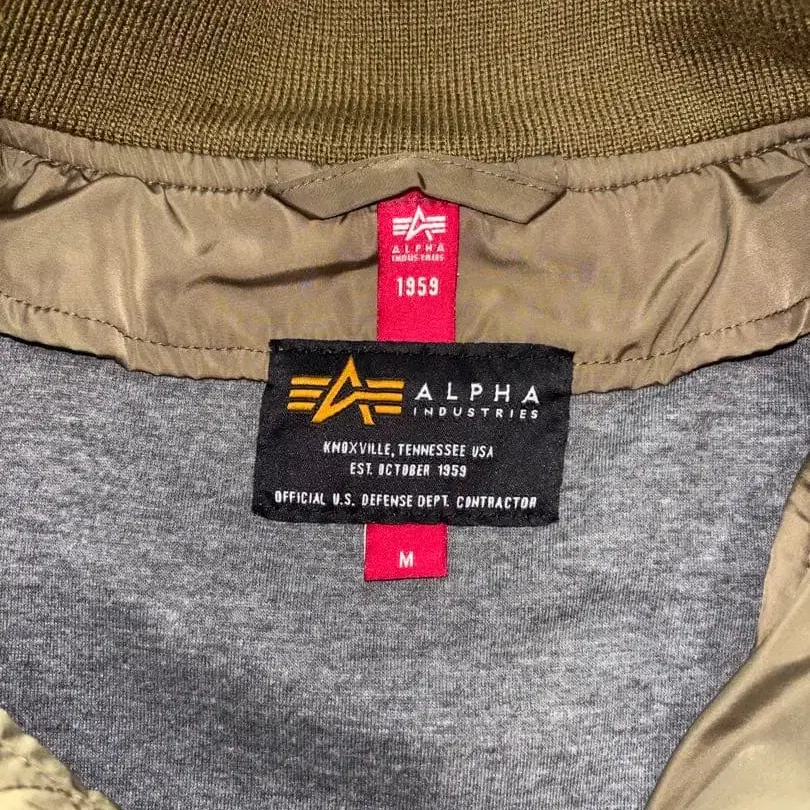 ALPHA
INDUSTRIES
1959
ALPHA
INDUSTRIES
KNOXVILLE, TENNESSEE USA
EST. OCTOBER 1959
OFFICIAL U.S. DEFENSE DEPT. CONTRACTOR
M